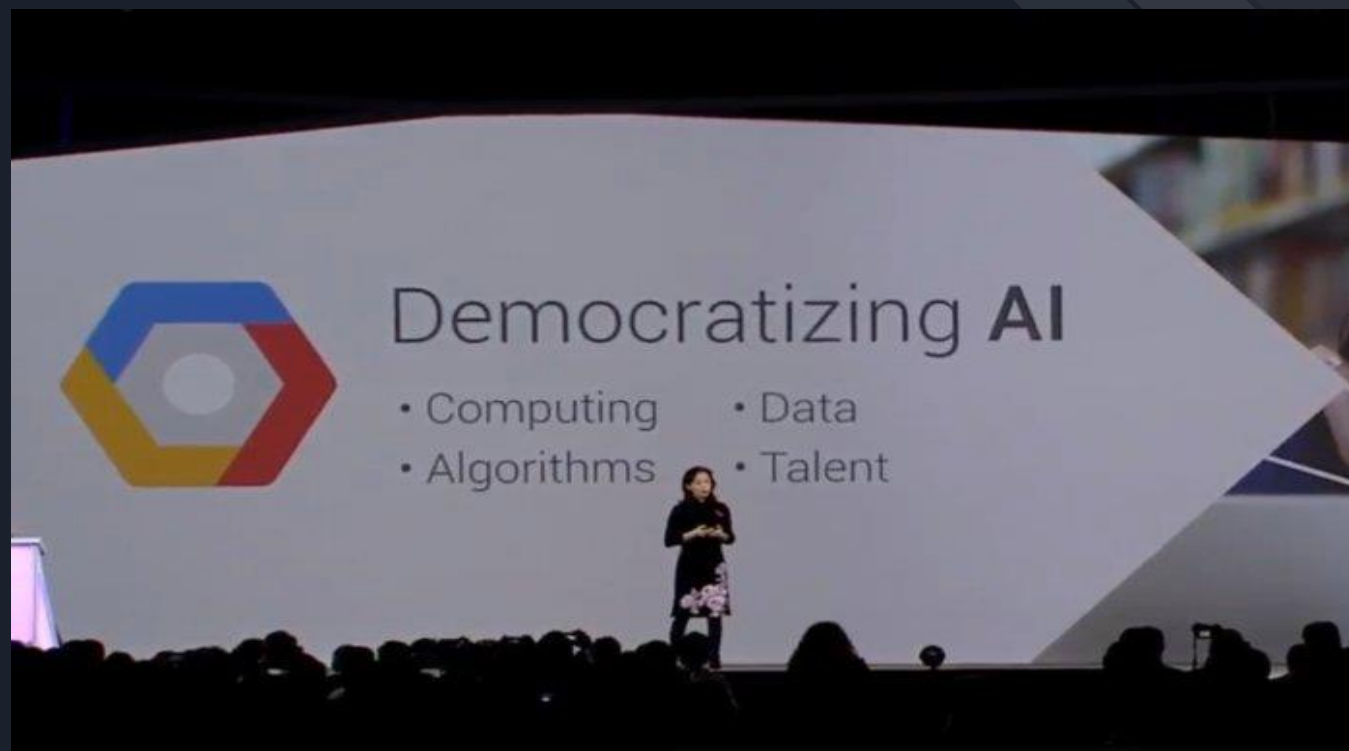 Democratizing AI
• Computing
• Data
• Algorithms
• Talent